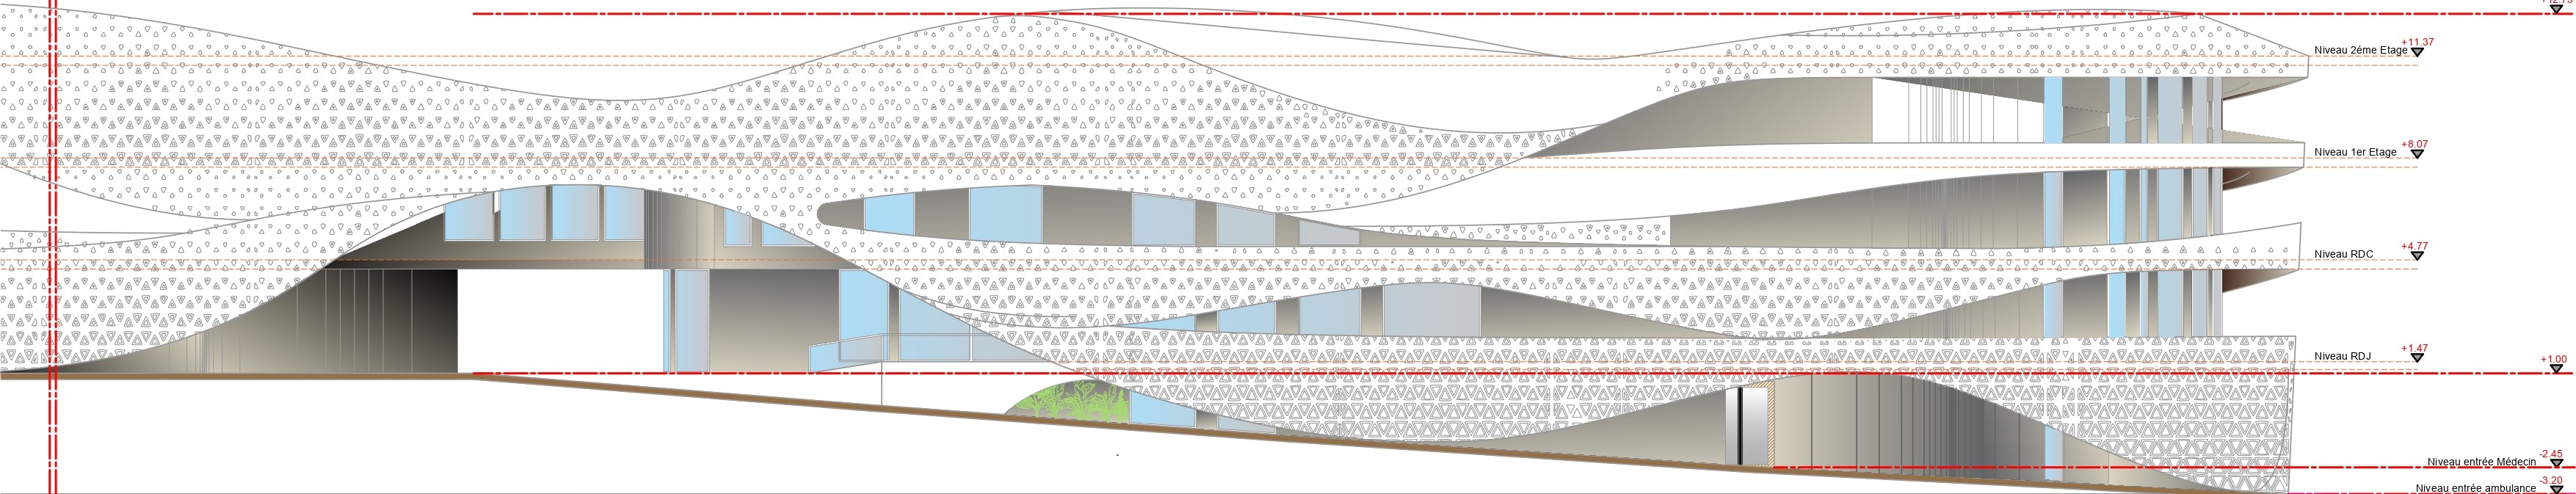 Niveau 2éme Etage
+11.37
+8.07
Niveau 1er Etage
+4.77
Niveau RDC
+1.47
Niveau RDJ
+1.00
-2.45
Niveau entrée Médecin
-3.20
Niveau entrée ambulance